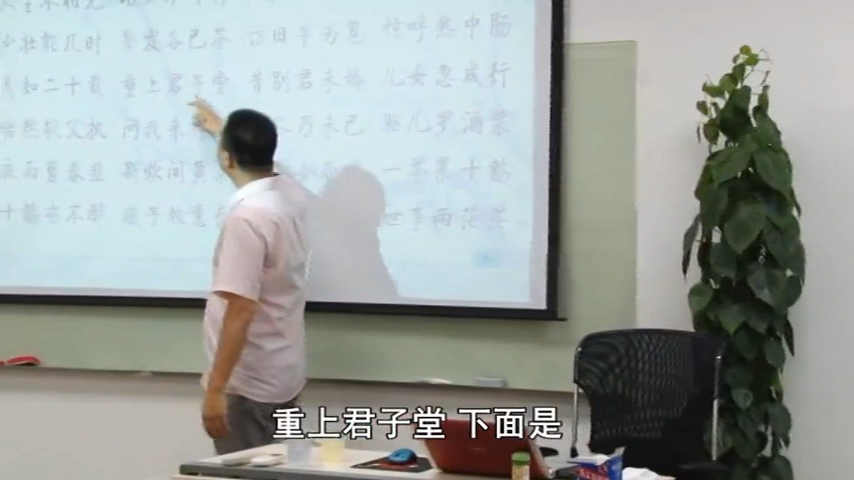 少壮能几时 鬓发各已苍 访旧半为鬼 惊呼热中肠
焉知二十载 重上君子堂 昔别君未婚 儿女忽成行
怡然敬父执 问我来 乃未已 驱儿罗酒浆
夜雨剪春韭 新炊间黄 一举累十觞
十觞亦不醉 感子故意 世事两茫茫
重上君子堂 下面是